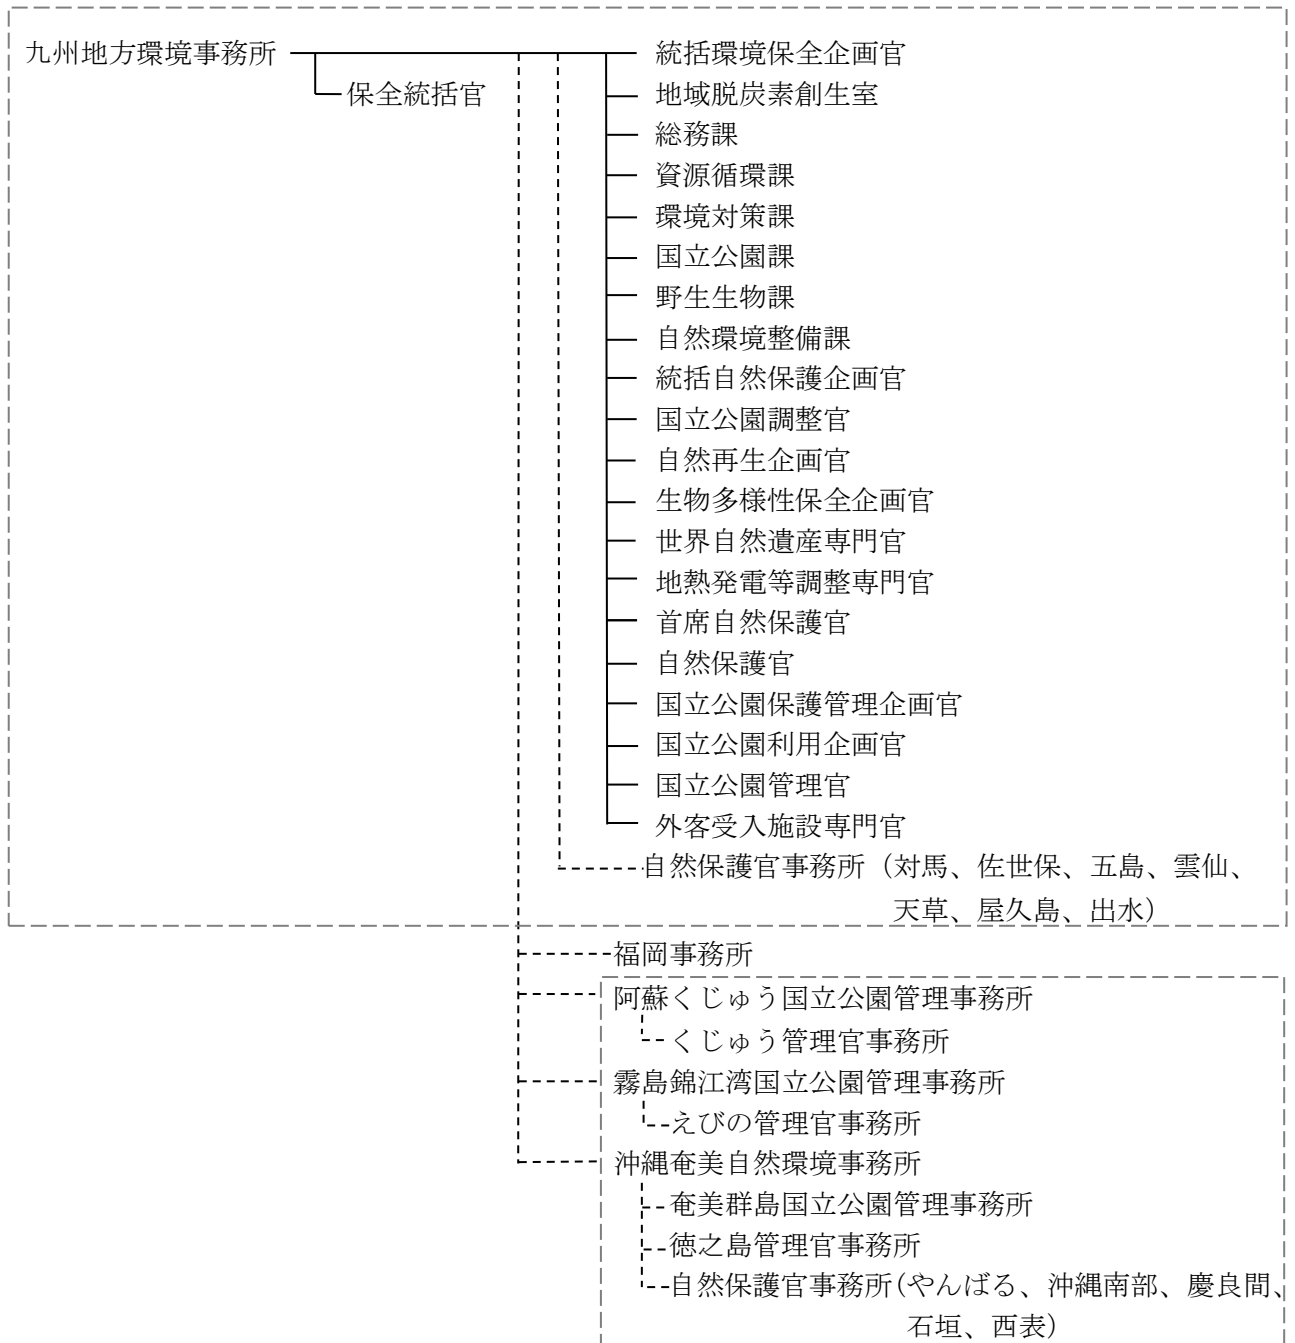 九州地方環境事務所
統括環境保全企画官
保全統括官
地域脱炭素創生室
総務課
資源循環課
環境対策課
国立公園課
野生生物課
自然環境整備課
統括自然保護企画官
国立公園調整官
自然再生企画官
生物多様性保全企画官
世界自然遺産専門官
地熱発電等調整専門官
首席自然保護官
自然保護官
国立公園保護管理企画官
国立公園利用企画官
国立公園管理官
外客受入施設専門官
自然保護官事務所（対馬、佐世保、五島、雲仙、
天草、屋久島、出水）
福岡事務所
阿蘇くじゅう国立公園管理事務所
くじゅう管理官事務所
霧島錦江湾国立公園管理事務所
えびの管理官事務所
沖縄奄美自然環境事務所
奄美群島国立公園管理事務所
徳之島管理官事務所
自然保護官事務所(やんばる、沖縄南部、慶良間、
石垣、西表)